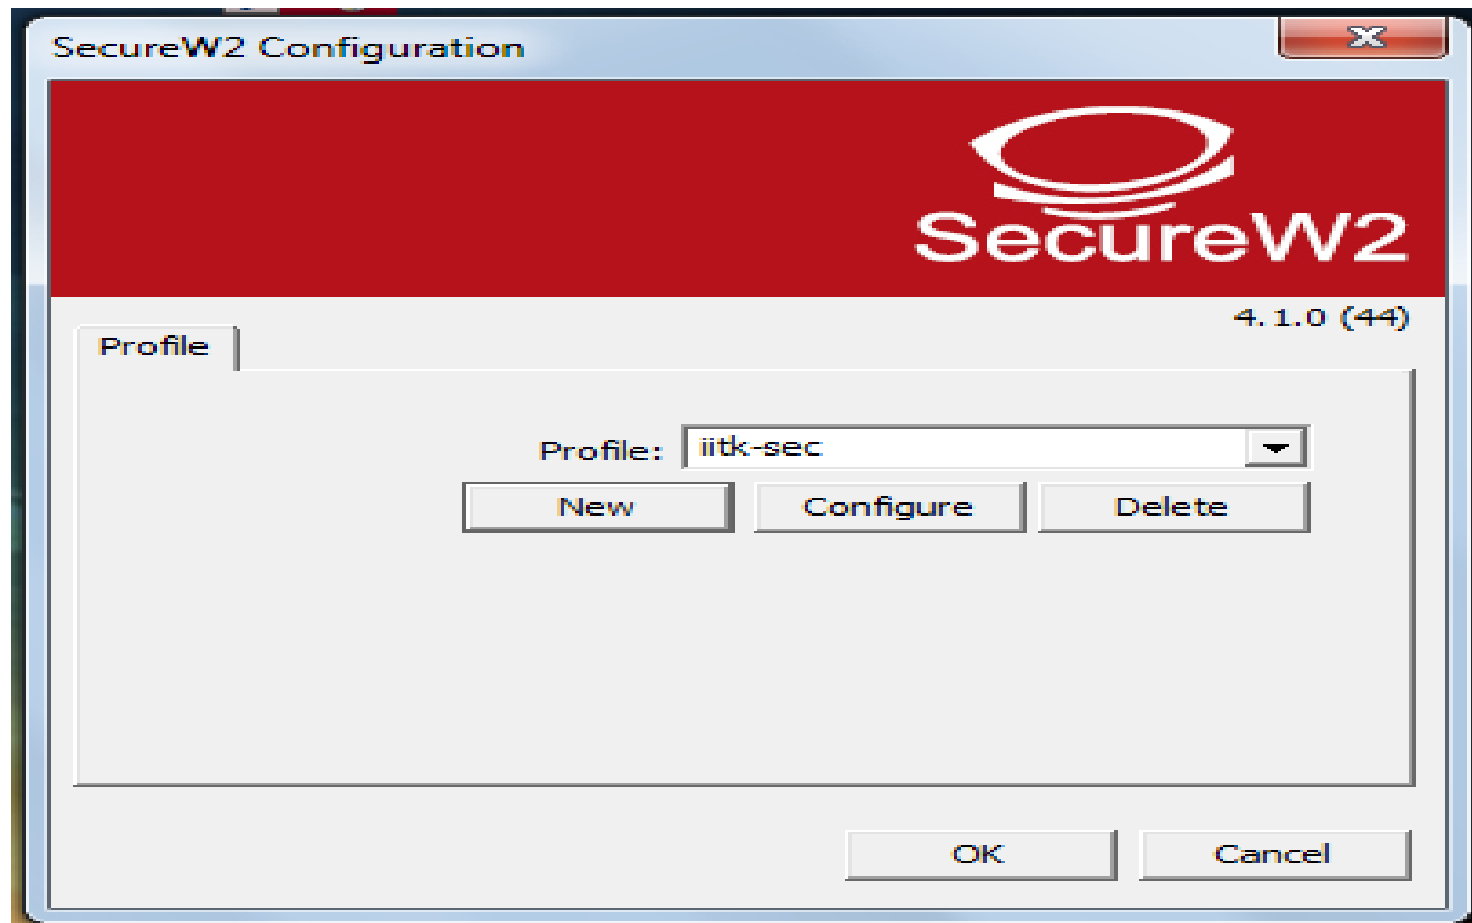 SecureW2 Configuration
SecureW2
4.1.0 (44)
Profile
Profile: iitk-sec
New Configure Delete
OK Cancel